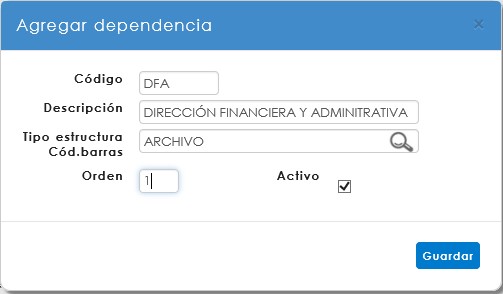 Agregar dependencia
×
Código DFA
Descripción DIRECCIÓN FINANCIERA Y ADMINITRATIVA
Tipo estructura ARCHIVO
Cód.barras
Orden 1 Activo
Guardar